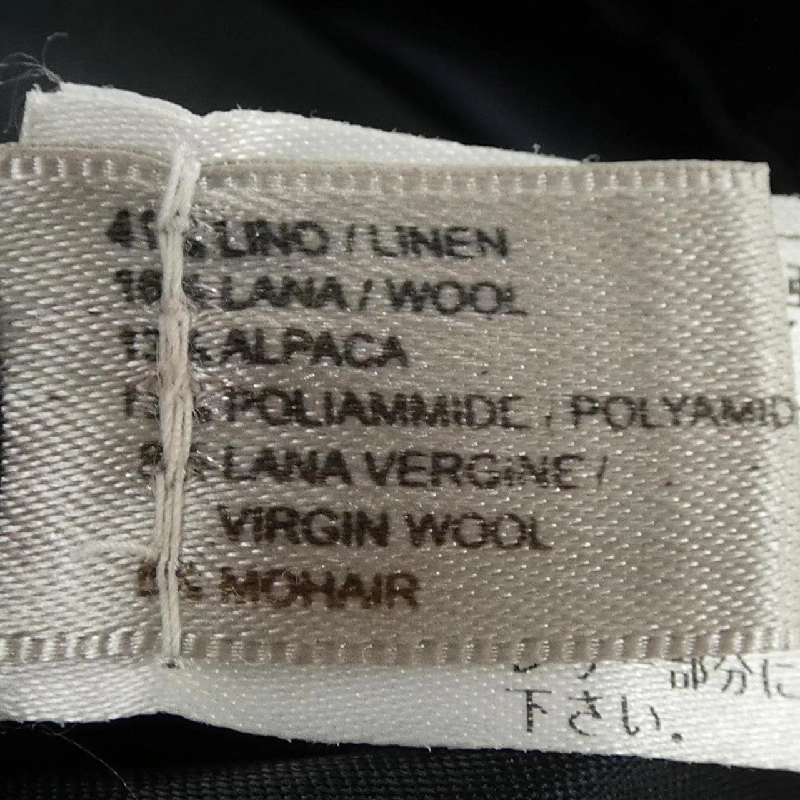 LINO / LINEN
LANA / WOOL
ALPACA
POLIAMMIDE / POLYAMID
LANA VERGINE /
VIRGIN WOOL
MOHAIR
部分に
下さい。